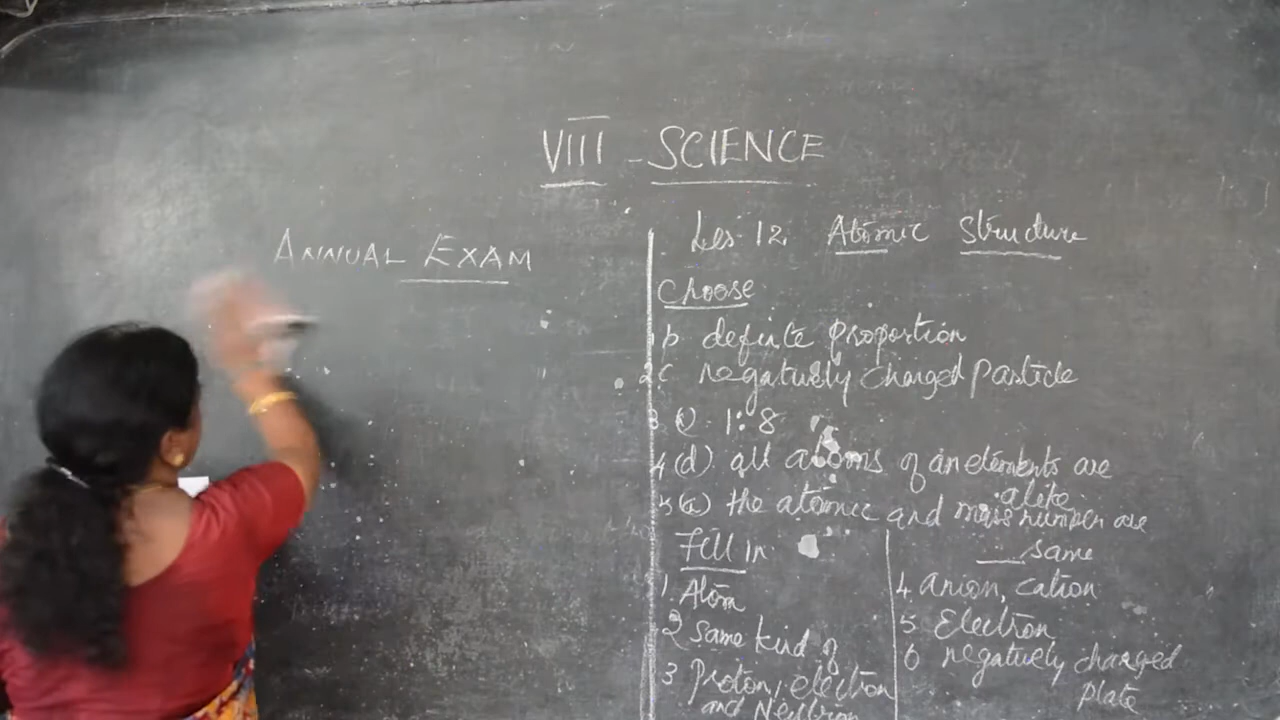 VIII - SCIENCE
ANNUAL EXAM
Les. 12. Atomic Structure
Choose
1 b. definite proportion
2 c negatively charged particle
3 1:8
4 (d) all atoms of an elements are
alike
5 (a) the atomic and mass number are
same
Fill in
1. Atom
2 same kind of
3 Proton, electron
and Neutron
4. anion, cation
5 Electron
6 negatively charged
plate